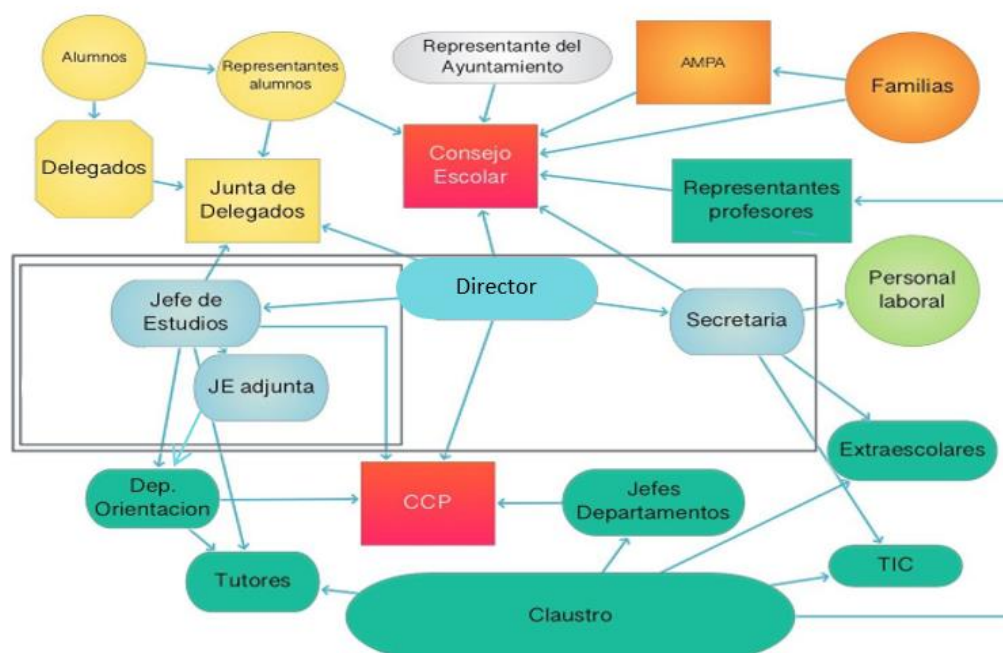 Alumnos
Representantes
alumnos
Representante del
Ayuntamiento
AMPA
Familias
Delegados
Junta de
Delegados
Consejo
Escolar
Representantes
profesores
Director
Jefe de
Estudios
Secretaria
Personal
laboral
JE adjunta
Extraescolares
Dep.
Orientacion
CCP
Jefes
Departamentos
Tutores
TIC
Claustro